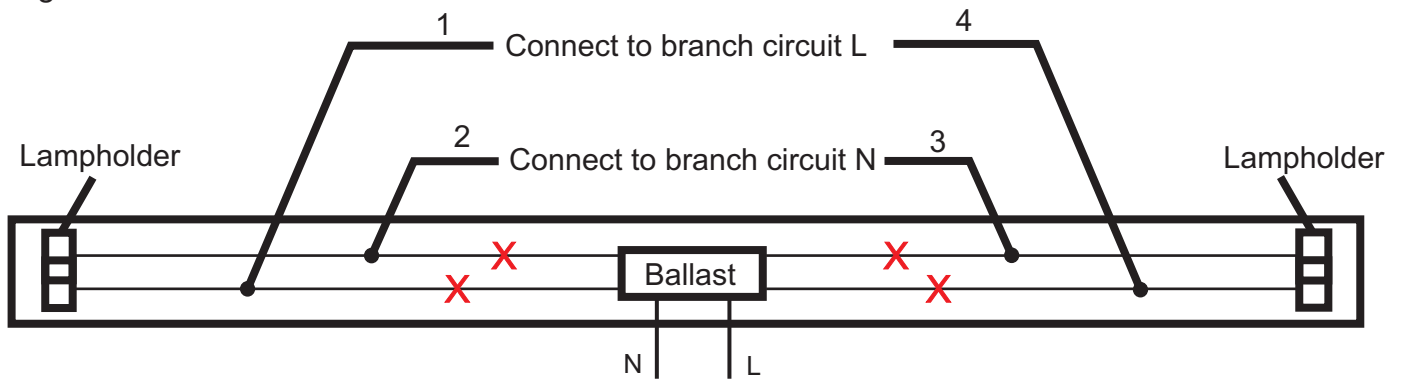 1
4
Connect to branch circuit L
2
3
Connect to branch circuit N
Lampholder
Lampholder
X
X
Ballast
X
X
N
L